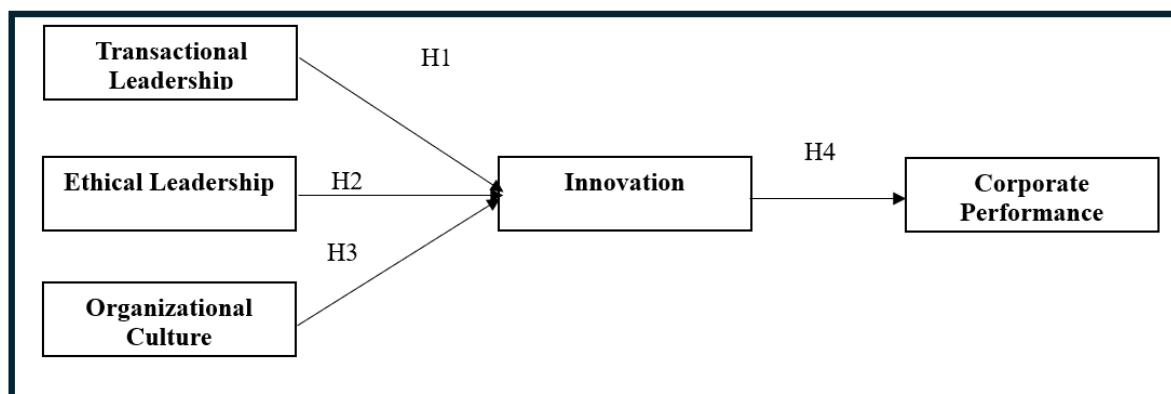 Transactional
Leadership
H1
Ethical Leadership
H2
Innovation
H4
Corporate
Performance
H3
Organizational
Culture